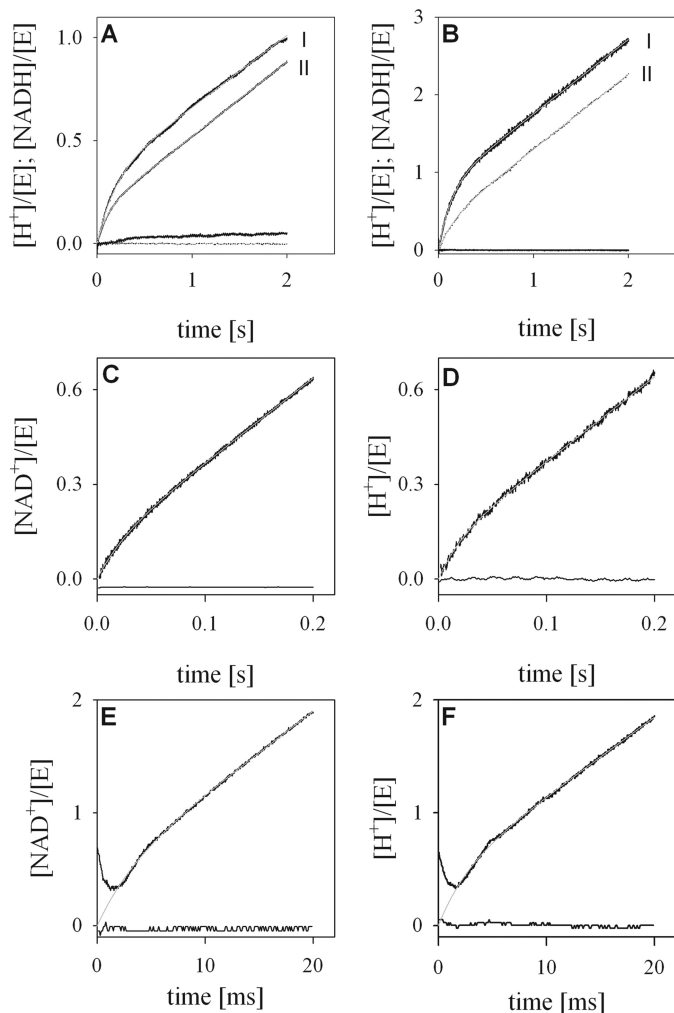 A
I
II
1.0
0.5
0.0
[H⁺]/[E]; [NADH]/[E]
0
1
2
time [s]
B
I
II
3
2
1
0
[H⁺]/[E]; [NADH]/[E]
0
1
2
time [s]
C
0.6
0.3
0.0
[NAD⁺]/[E]
0.0
0.1
0.2
time [s]
D
0.6
0.3
0.0
[H⁺]/[E]
0.0
0.1
0.2
time [s]
E
2
1
0
[NAD⁺]/[E]
0
10
20
time [ms]
F
2
1
0
[H⁺]/[E]
0
10
20
time [ms]